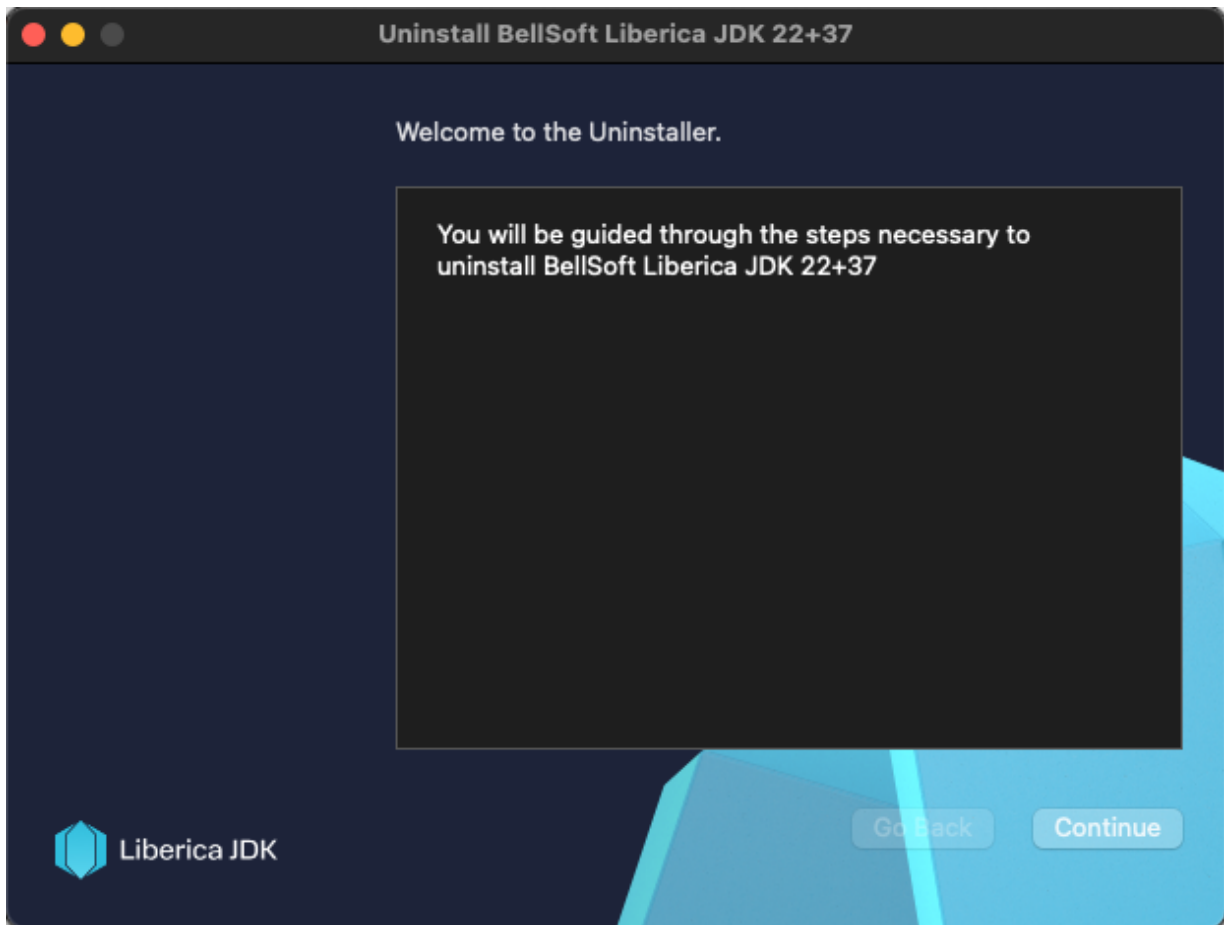 Uninstall BellSoft Liberica JDK 22+37
Welcome to the Uninstaller.
You will be guided through the steps necessary to
uninstall BellSoft Liberica JDK 22+37
Go Back
Continue
Liberica JDK